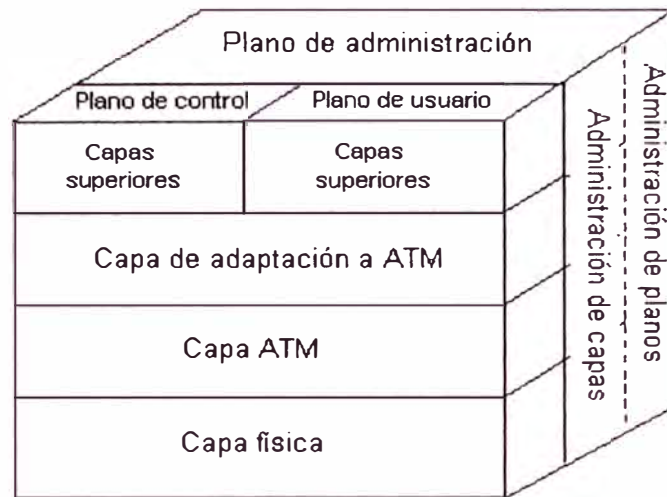 Plano de administración
Plano de control
Plano de usuario
Capas
superiores
Capas
superiores
Capa de adaptación a ATM
Capa ATM
Capa física
Administración de capas
Administración de planos